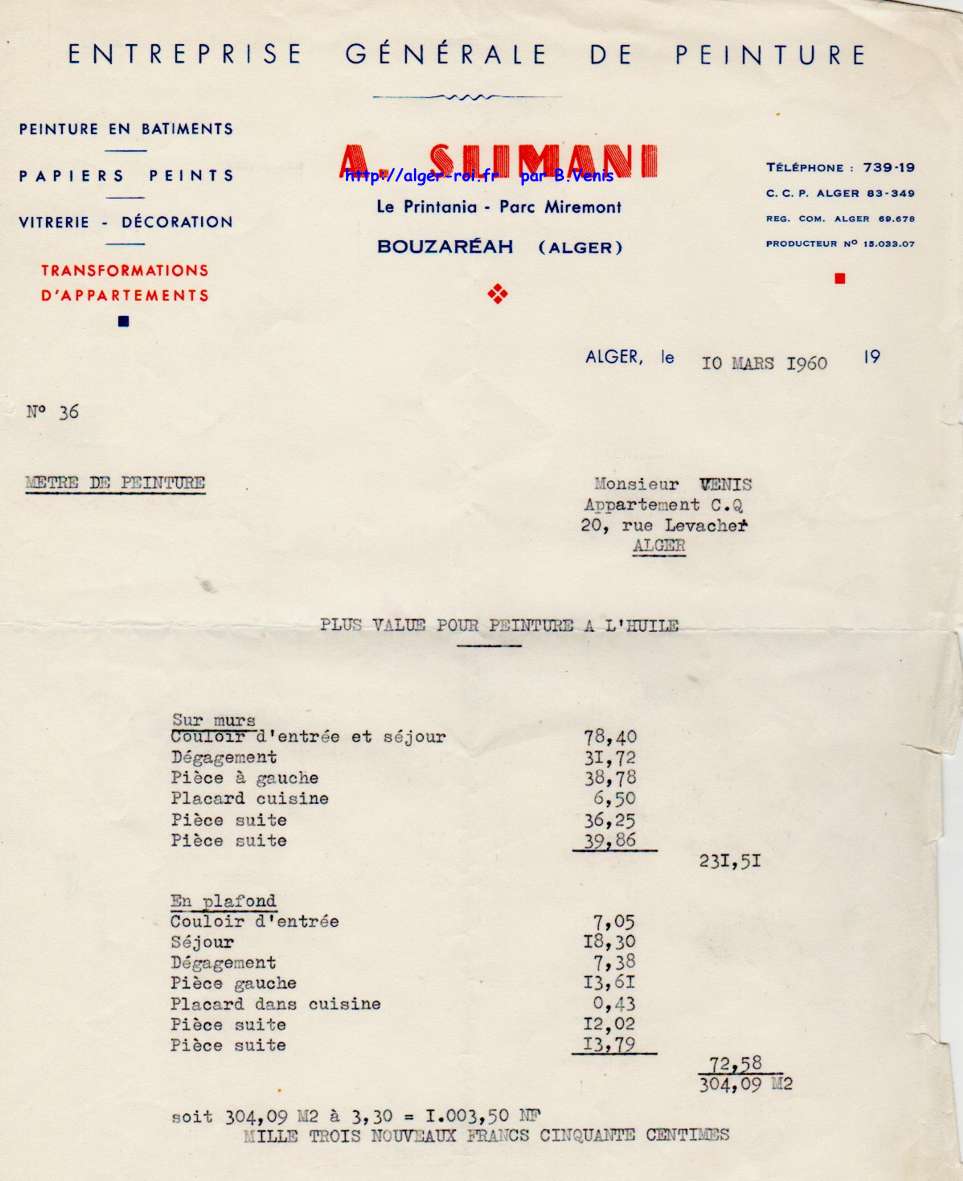 ENTREPRISE GÉNÉRALE DE PEINTURE
PEINTURE EN BATIMENTS
PAPIERS PEINTS
VITRERIE - DÉCORATION
TRANSFORMATIONS
D'APPARTEMENTS
A. SLIMANI
http://alger-roi.fr par B.Venis
Le Printania - Parc Miremont
BOUZARÉAH (ALGER)
TÉLÉPHONE : 739-19
C. C. P. ALGER 83-349
REG. COM. ALGER 69.678
PRODUCTEUR No 15.033.07
ALGER, le IO MARS I960 19
N° 36
METRE DE PEINTURE
Monsieur VENIS
Appartement C.Q
20, rue Levacher
ALGER
PLUS VALUE POUR PEINTURE A L'HUILE
Sur murs
Couloir d'entrée et séjour 78,40
Dégagement 3I,72
Pièce à gauche 38,78
Placard cuisine 6,50
Pièce suite 36,25
Pièce suite 39,86
23I,5I
En plafond
Couloir d'entrée 7,05
Séjour I8,30
Dégagement 7,38
Pièce gauche I3,6I
Placard dans cuisine 0,43
Pièce suite I2,02
Pièce suite I3,79
72,58
304,09 M2
soit 304,09 M2 à 3,30 = I.003,50 NF
MILLE TROIS NOUVEAUX FRANCS CINQUANTE CENTIMES